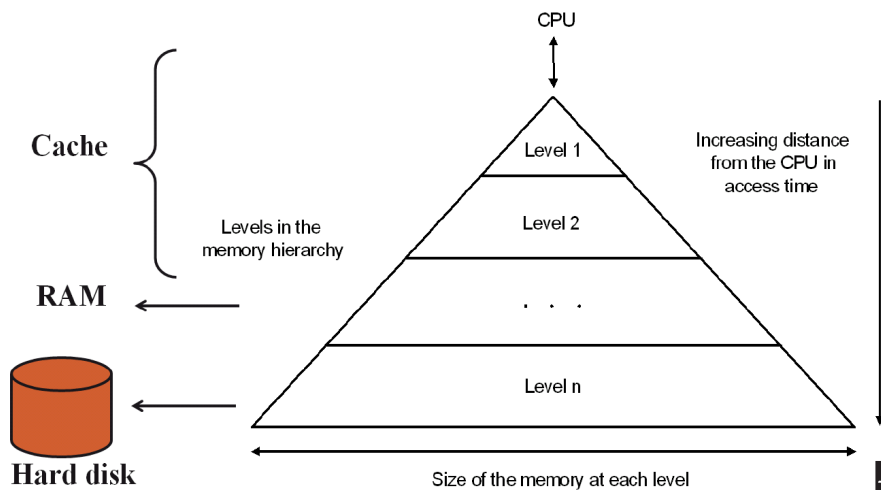 CPU
Cache
Level 1
Increasing distance
from the CPU in
access time
Levels in the
memory hierarchy
Level 2
RAM
. . .
Level n
Hard disk
Size of the memory at each level